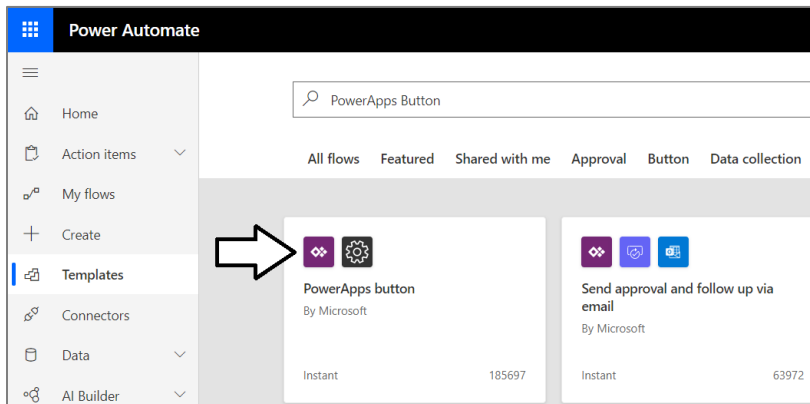 Power Automate
Home
Action items
My flows
Create
Templates
Connectors
Data
AI Builder
PowerApps Button
All flows Featured Shared with me Approval Button Data collection
PowerApps button
By Microsoft
Instant 185697
Send approval and follow up via
email
By Microsoft
Instant 63972